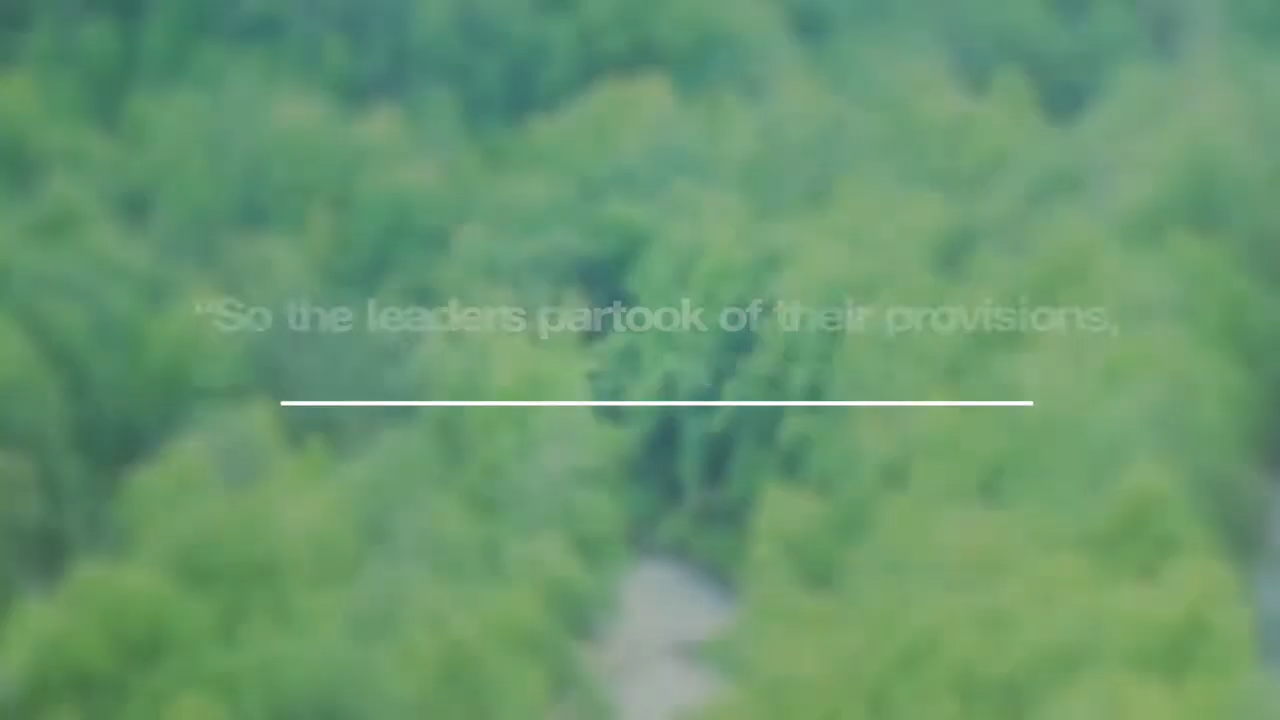 “So the leaders partook of their provisions,